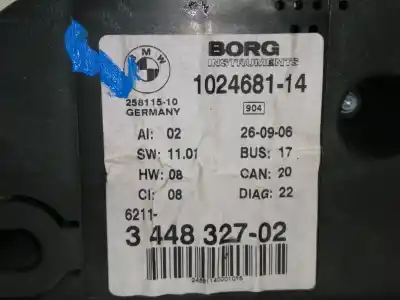 BMW
BORG
INSTRUMENTS
1024681-14
258115-10
GERMANY
904
AI: 02 26-09-06
SW: 11.01 BUS: 17
HW: 08 CAN: 20
CI: 08 DIAG: 22
6211-
3 448 327-02